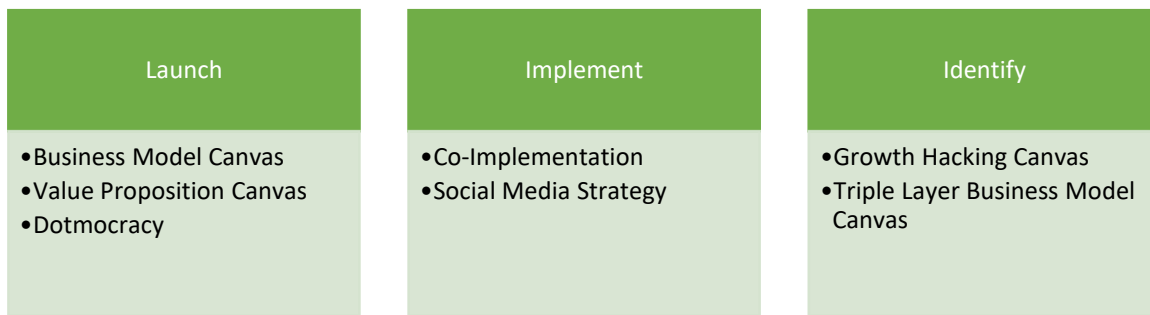 Launch
•Business Model Canvas
•Value Proposition Canvas
•Dotmocracy
Implement
•Co-Implementation
•Social Media Strategy
Identify
•Growth Hacking Canvas
•Triple Layer Business Model
Canvas